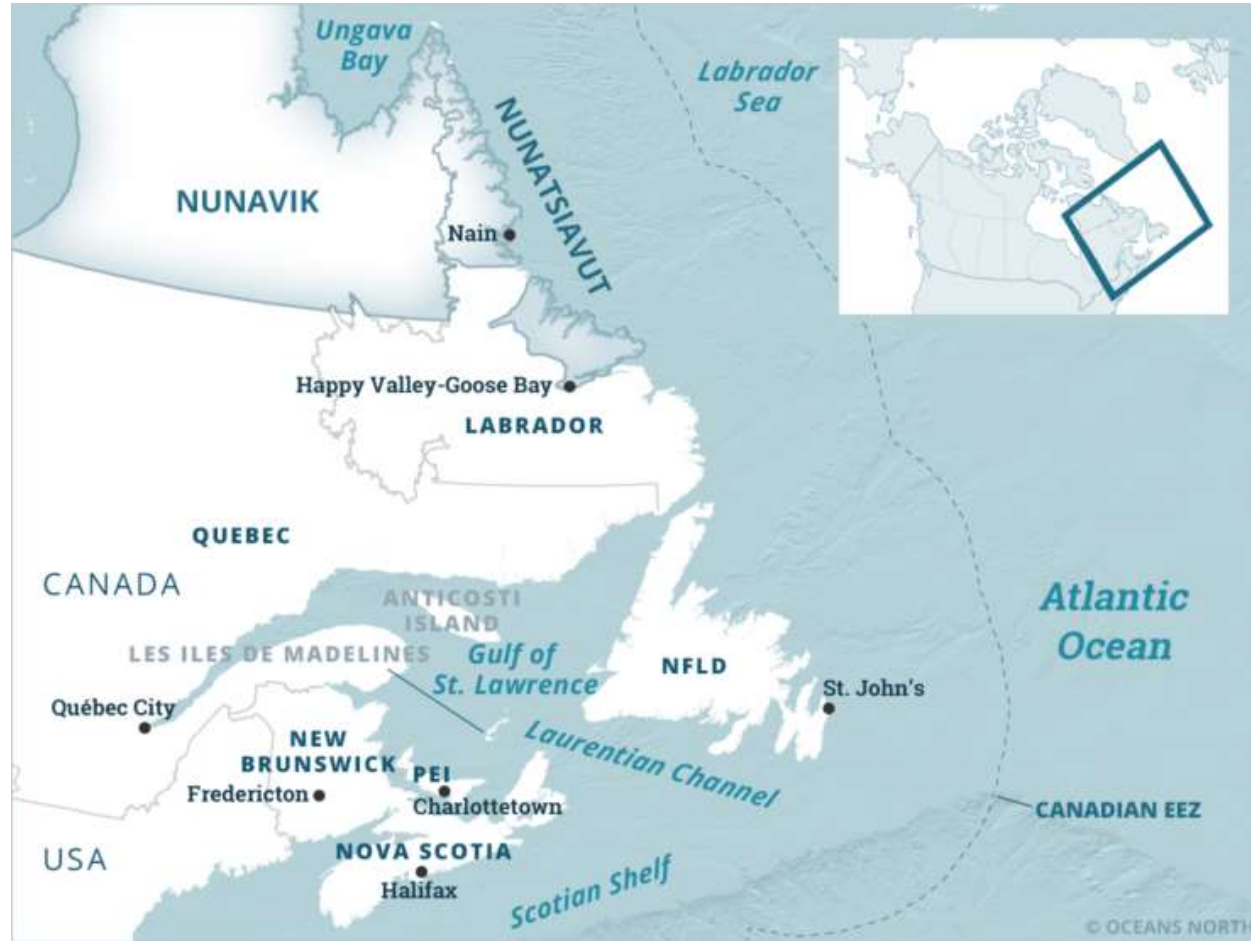 Ungava
Bay
Labrador
Sea
NUNATSIAVUT
NUNAVIK
Nain
Happy Valley-Goose Bay
LABRADOR
QUEBEC
CANADA
ANTICOSTI
ISLAND
LES ILES DE MADELINES
Gulf of
St. Lawrence
NFLD
St. John's
Atlantic
Ocean
Québec City
Laurentian Channel
NEW
BRUNSWICK
PEI
Fredericton
Charlottetown
CANADIAN EEZ
USA
NOVA SCOTIA
Halifax
Scotian Shelf
© OCEANS NORTH